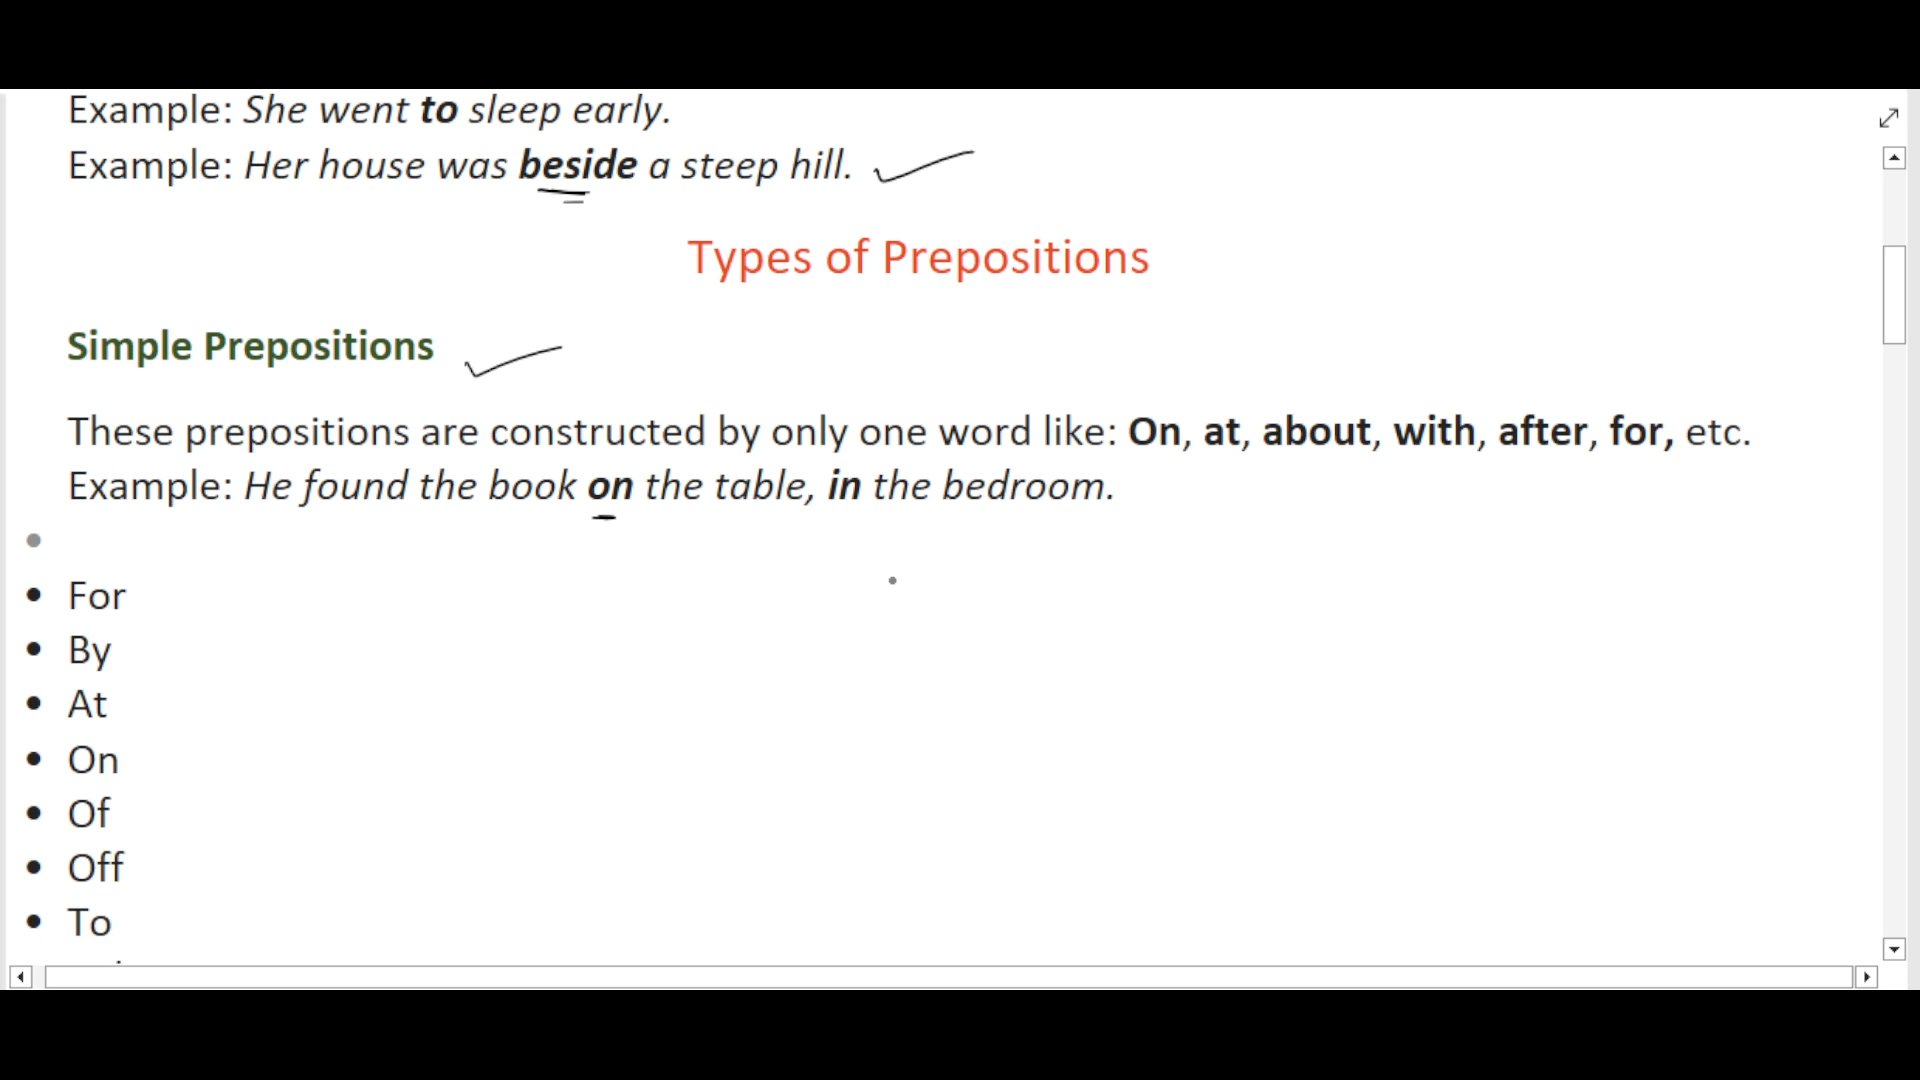 Example: She went to sleep early.
Example: Her house was beside a steep hill.
Types of Prepositions
Simple Prepositions
These prepositions are constructed by only one word like: On, at, about, with, after, for, etc.
Example: He found the book on the table, in the bedroom.
• For
• By
• At
• On
• Of
• Off
• To